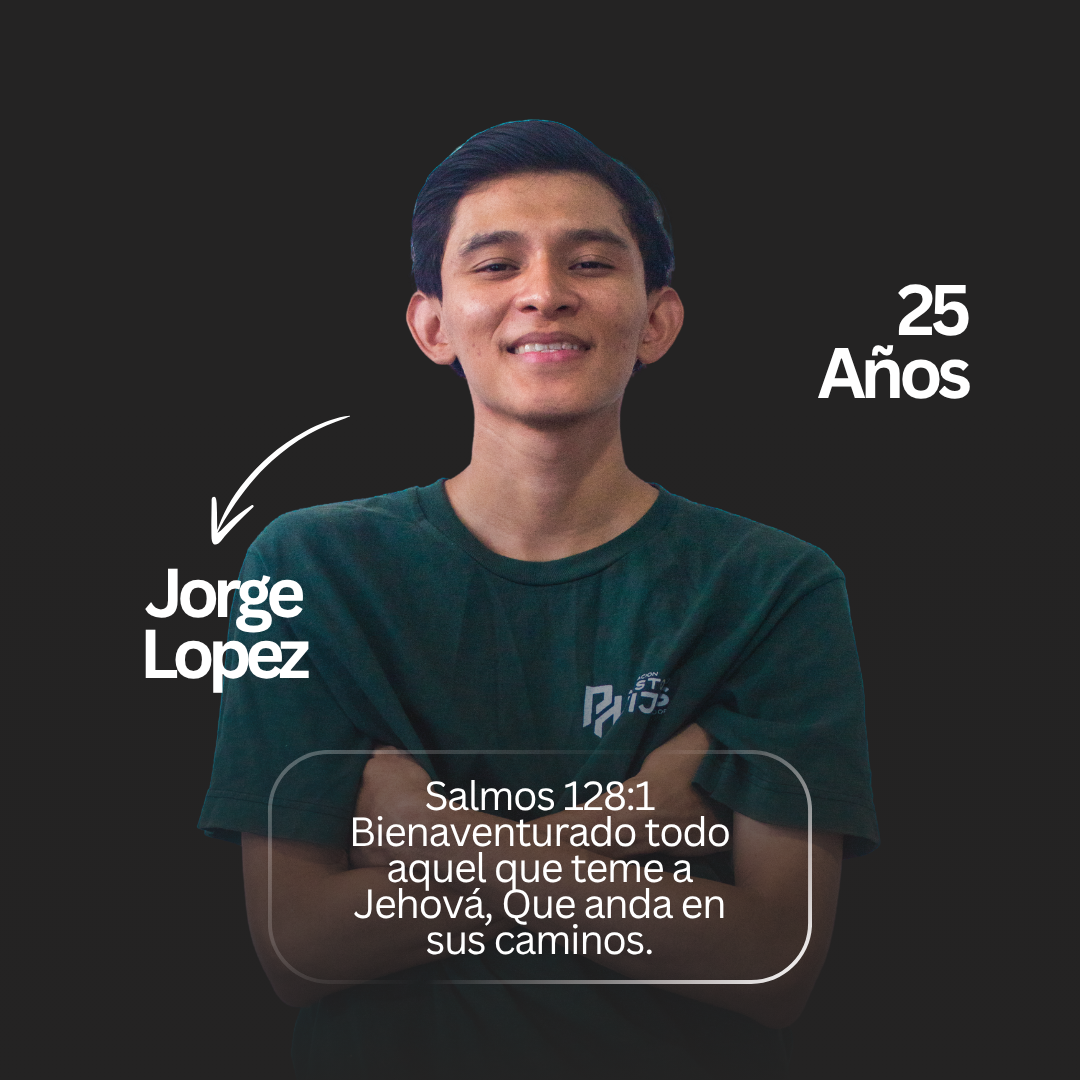 25
Años
Jorge
Lopez
Salmos 128:1
Bienaventurado todo
aquel que teme a
Jehová, Que anda en
sus caminos.